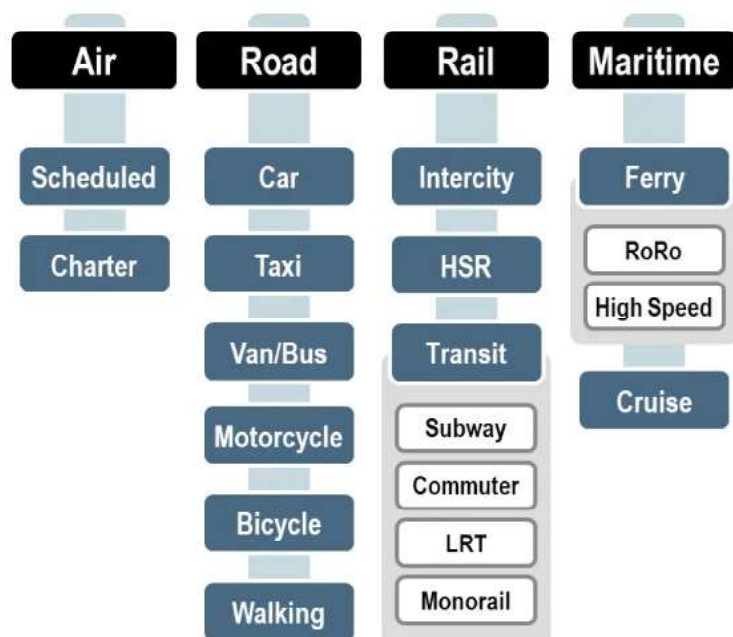 Air
Scheduled
Charter
Road
Car
Taxi
Van/Bus
Motorcycle
Bicycle
Walking
Rail
Intercity
HSR
Transit
Subway
Commuter
LRT
Monorail
Maritime
Ferry
RoRo
High Speed
Cruise